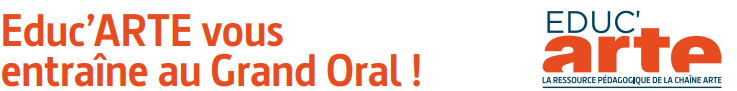 Educ'ARTE vous
entraîne au Grand Oral !
EDUC'
arte
LA RESSOURCE PÉDAGOGIQUE DE LA CHAÎNE ARTE